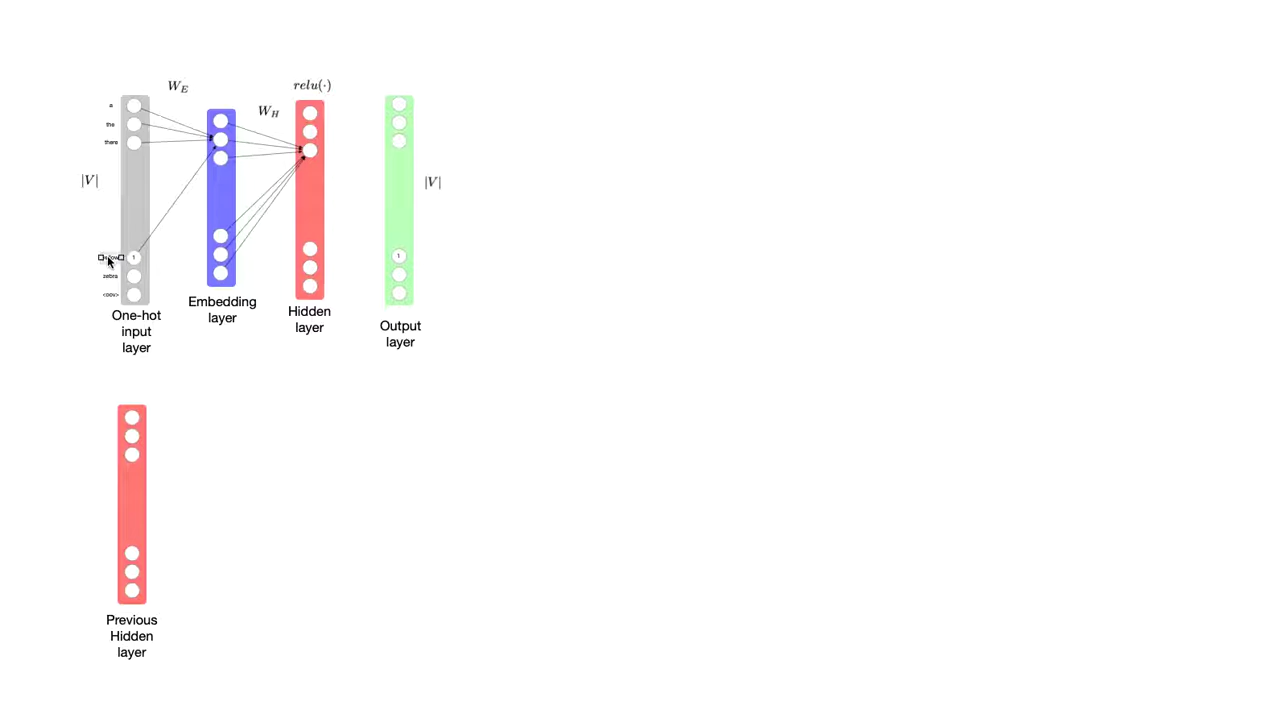 W_E
relu(·)
W_H
a
the
there
|V|
|V|
1
1
zebra
<pov>
One-hot
input
layer
Embedding
layer
Hidden
layer
Output
layer
Previous
Hidden
layer